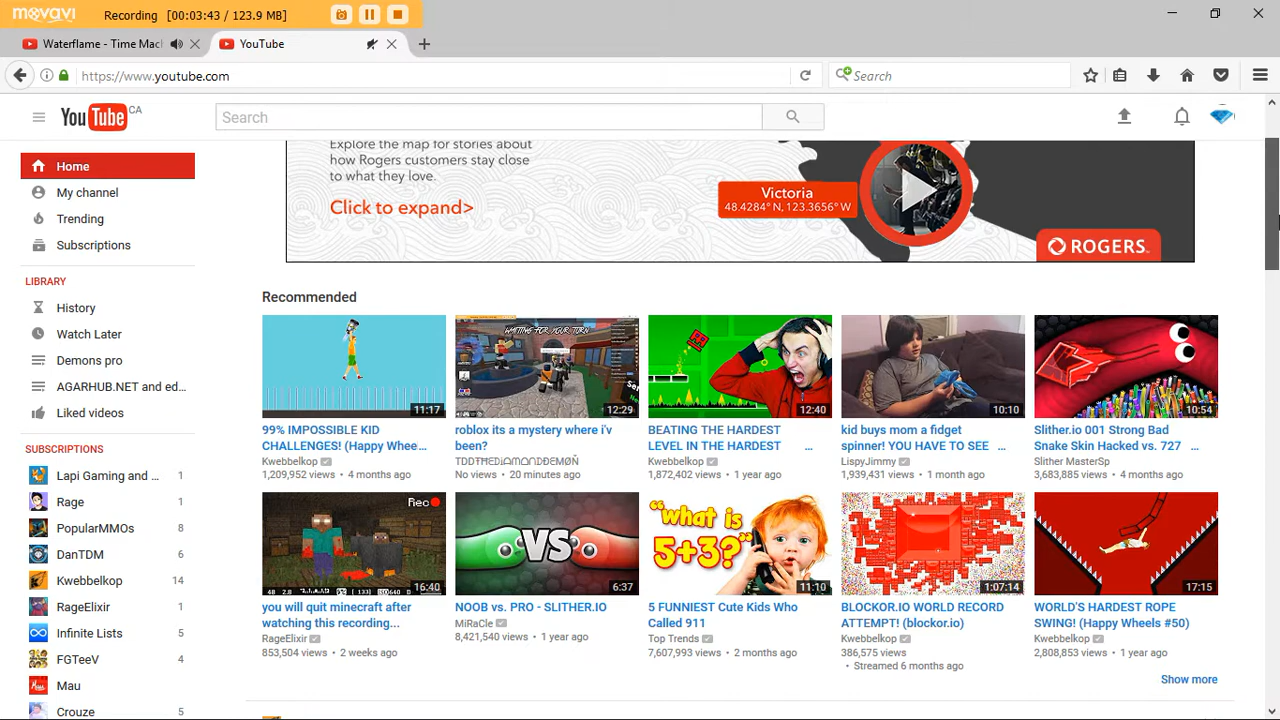 movavi Recording [00:03:43 / 123.9 MB]
Waterflame - Time Mach
YouTube
https://www.youtube.com
Search
YouTube CA
Search
Home
My channel
Trending
Subscriptions
LIBRARY
History
Watch Later
Demons pro
AGARHUB.NET and ed...
Liked videos
SUBSCRIPTIONS
Lapi Gaming and ... 1
Rage 1
PopularMMOs 8
DanTDM 6
Kwebbelkop 14
RageElixir 1
Infinite Lists 5
FGTeeV 4
Mau
Crouze 5
Explore the map for stories about
how Rogers customers stay close
to what they love.
Click to expand>
Victoria
48.4284° N, 123.3656° W
ROGERS™
Recommended
11:17
99% IMPOSSIBLE KID
CHALLENGES! (Happy Whee...
Kwebbelkop
1,209,952 views • 4 months ago
WAITING FOR YOUR TURN
12:29
roblox its a mystery where i'v
been?
No views • 20 minutes ago
12:40
BEATING THE HARDEST
LEVEL IN THE HARDEST ...
Kwebbelkop
1,872,402 views • 1 year ago
10:10
kid buys mom a fidget
spinner! YOU HAVE TO SEE ...
LispyJimmy
1,939,431 views • 1 month ago
10:54
Slither.io 001 Strong Bad
Snake Skin Hacked vs. 727 ...
Slither MasterSp
3,683,885 views • 4 months ago
Rec
16:40
you will quit minecraft after
watching this recording...
RageElixir
853,504 views • 2 weeks ago
VS
6:37
NOOB vs. PRO - SLITHER.IO
MiRaCle
8,421,540 views • 1 year ago
"what is
5+3?"
11:10
5 FUNNIEST Cute Kids Who
Called 911
Top Trends
7,607,993 views • 2 months ago
1:07:14
BLOCKOR.IO WORLD RECORD
ATTEMPT! (blockor.io)
Kwebbelkop
386,575 views
• Streamed 6 months ago
17:15
WORLD'S HARDEST ROPE
SWING! (Happy Wheels #50)
Kwebbelkop
2,808,853 views • 1 year ago
Show more